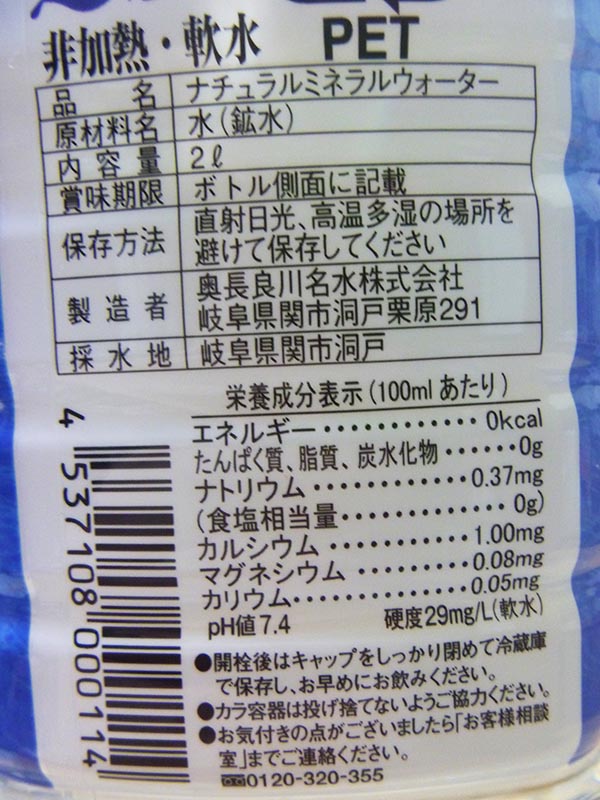 非加熱・軟水 PET
品名 ナチュラルミネラルウォーター
原材料名 水(鉱水)
内容量 2ℓ
賞味期限 ボトル側面に記載
保存方法 直射日光、高温多湿の場所を
避けて保存してください
製造者 奥長良川名水株式会社
岐阜県関市洞戸栗原291
採水地 岐阜県関市洞戸
栄養成分表示(100mlあたり)
エネルギー・・・・・・・・・・・・0kcal
たんぱく質、脂質、炭水化物・・・・・・0g
ナトリウム・・・・・・・・・・・・0.37mg
(食塩相当量・・・・・・・・・・・・0g)
カルシウム・・・・・・・・・・・1.00mg
マグネシウム・・・・・・・・・・0.08mg
カリウム・・・・・・・・・・・・・0.05mg
pH値7.4 硬度29mg/L(軟水)
●開栓後はキャップをしっかり閉めて冷蔵庫
で保存し、お早めにお飲みください。
●カラ容器は投げ捨てないようご協力ください。
●お気付きの点がございましたら「お客様相談
室」までご連絡ください。
0120-320-355
4 537108 000114